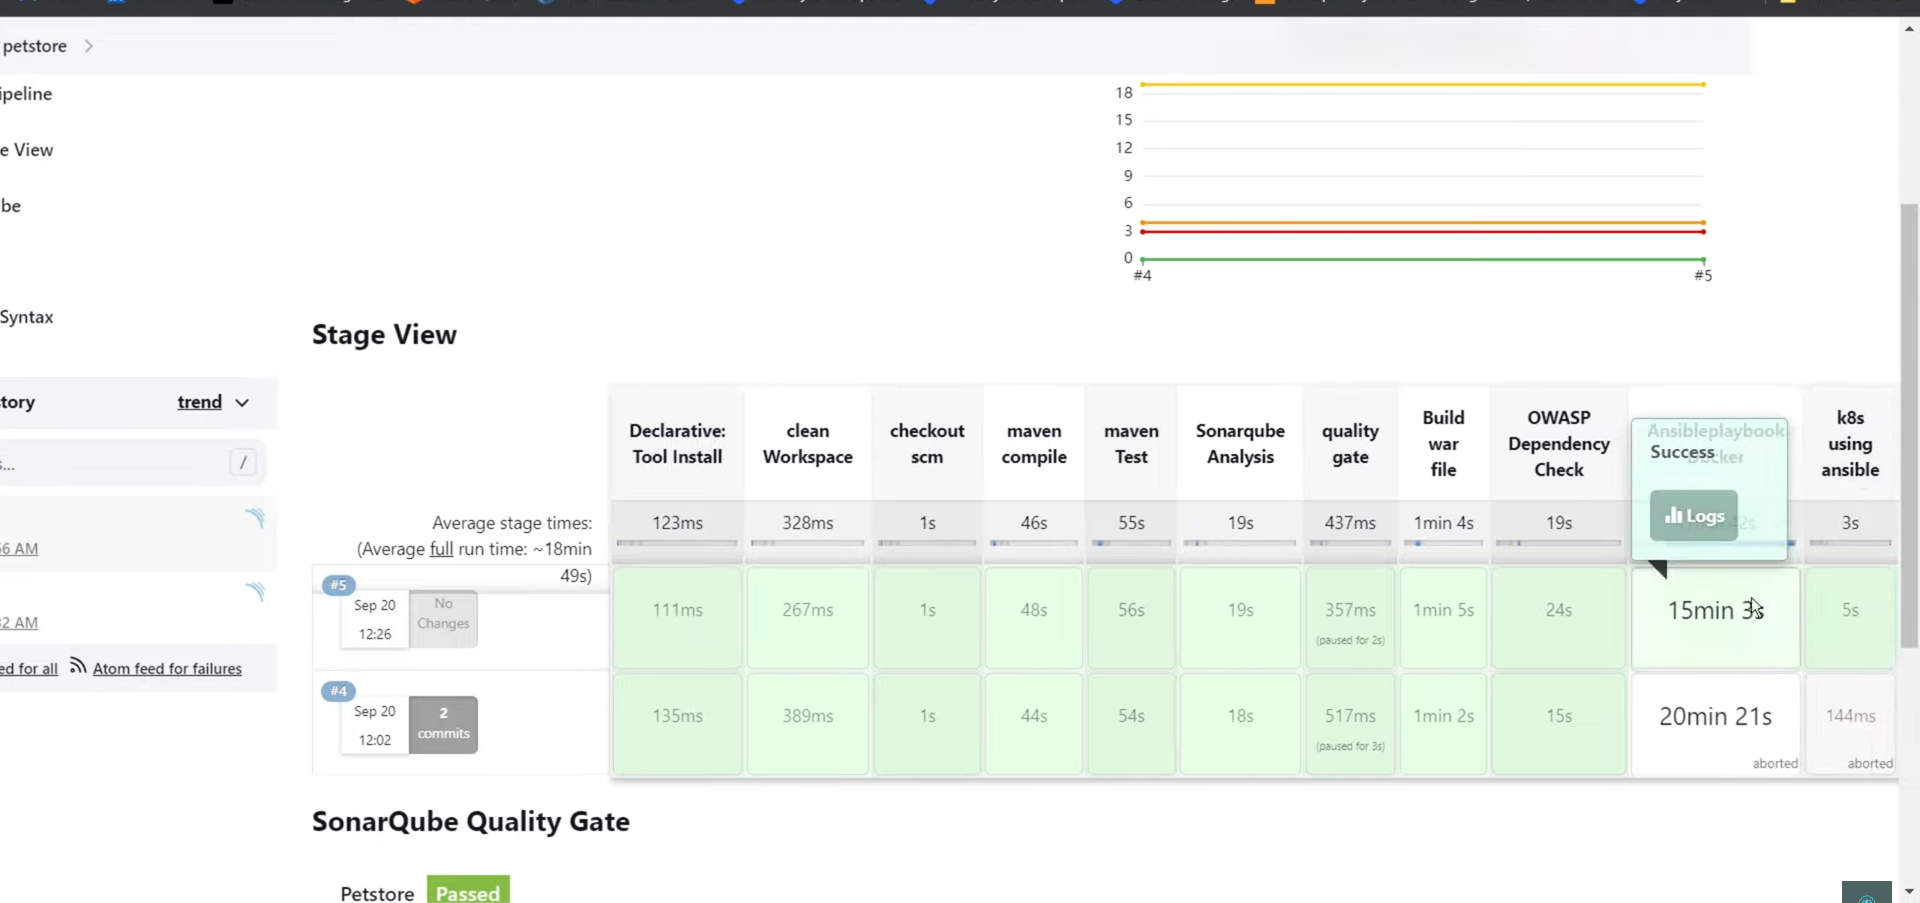 petstore
ipeline
e View
be
Syntax
18
15
12
9
6
3
0
#4
#5
Stage View
story
trend
s...
/
56 AM
32 AM
ed for all
Atom feed for failures
Declarative: Tool Install
clean Workspace
checkout scm
maven compile
maven Test
Sonarqube Analysis
quality gate
Build war file
OWASP Dependency Check
Ansibleplaybook Docker
k8s using ansible
Success
Logs
Average stage times:
(Average full run time: ~18min
49s)
123ms
328ms
1s
46s
55s
19s
437ms
1min 4s
19s
3s
#5
Sep 20
12:26
No Changes
111ms
267ms
1s
48s
56s
19s
357ms
(paused for 2s)
1min 5s
24s
15min 3s
5s
#4
Sep 20
12:02
2 commits
135ms
389ms
1s
44s
54s
18s
517ms
(paused for 3s)
1min 2s
15s
20min 21s
aborted
144ms
aborted
SonarQube Quality Gate
Petstore
Passed